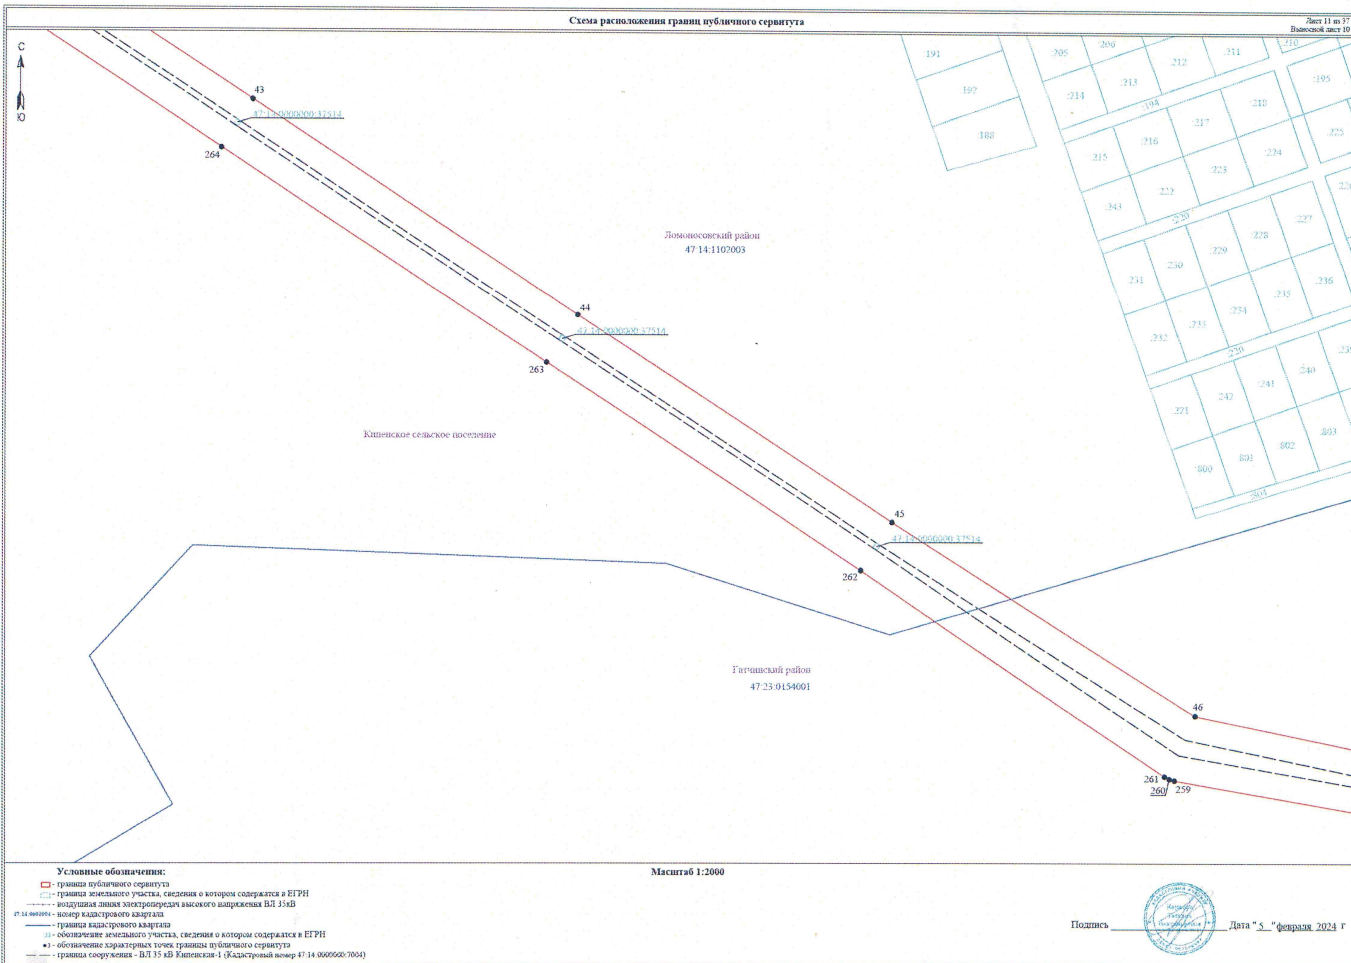 Схема расположения границ публичного сервитута
Лист 11 из 37
Выносной лист 10
С
Ю
43
47:14:0000000:37514
264
44
47:14:0000000:37514
263
45
47:14:0000000:37514
262
46
261
260
259
Ломоносовский район
47:14:1102003
Кипенское сельское поселение
Гатчинский район
47:23:0154001
:191
:192
:188
:205
:206
:212
:211
:210
:214
:213
:194
:195
:215
:216
:217
:218
:225
:243
:222
:223
:224
:220
:231
:230
:229
:228
:227
:232
:233
:234
:235
:236
:220
:221
:242
:241
:240
:800
:801
:802
:803
:804
Условные обозначения:
- граница публичного сервитута
- граница земельного участка, сведения о котором содержатся в ЕГРН
- воздушная линия электропередач высокого напряжения ВЛ 35кВ
- номер кадастрового квартала
- граница кадастрового квартала
- обозначение земельного участка, сведения о котором содержатся в ЕГРН
- обозначение характерных точек границы публичного сервитута
- граница сооружения - ВЛ 35 кВ Кипенская-1 (Кадастровый номер 47:14:0000000:7004)
Масштаб 1:2000
Подпись
Дата " 5 " февраля 2024 г